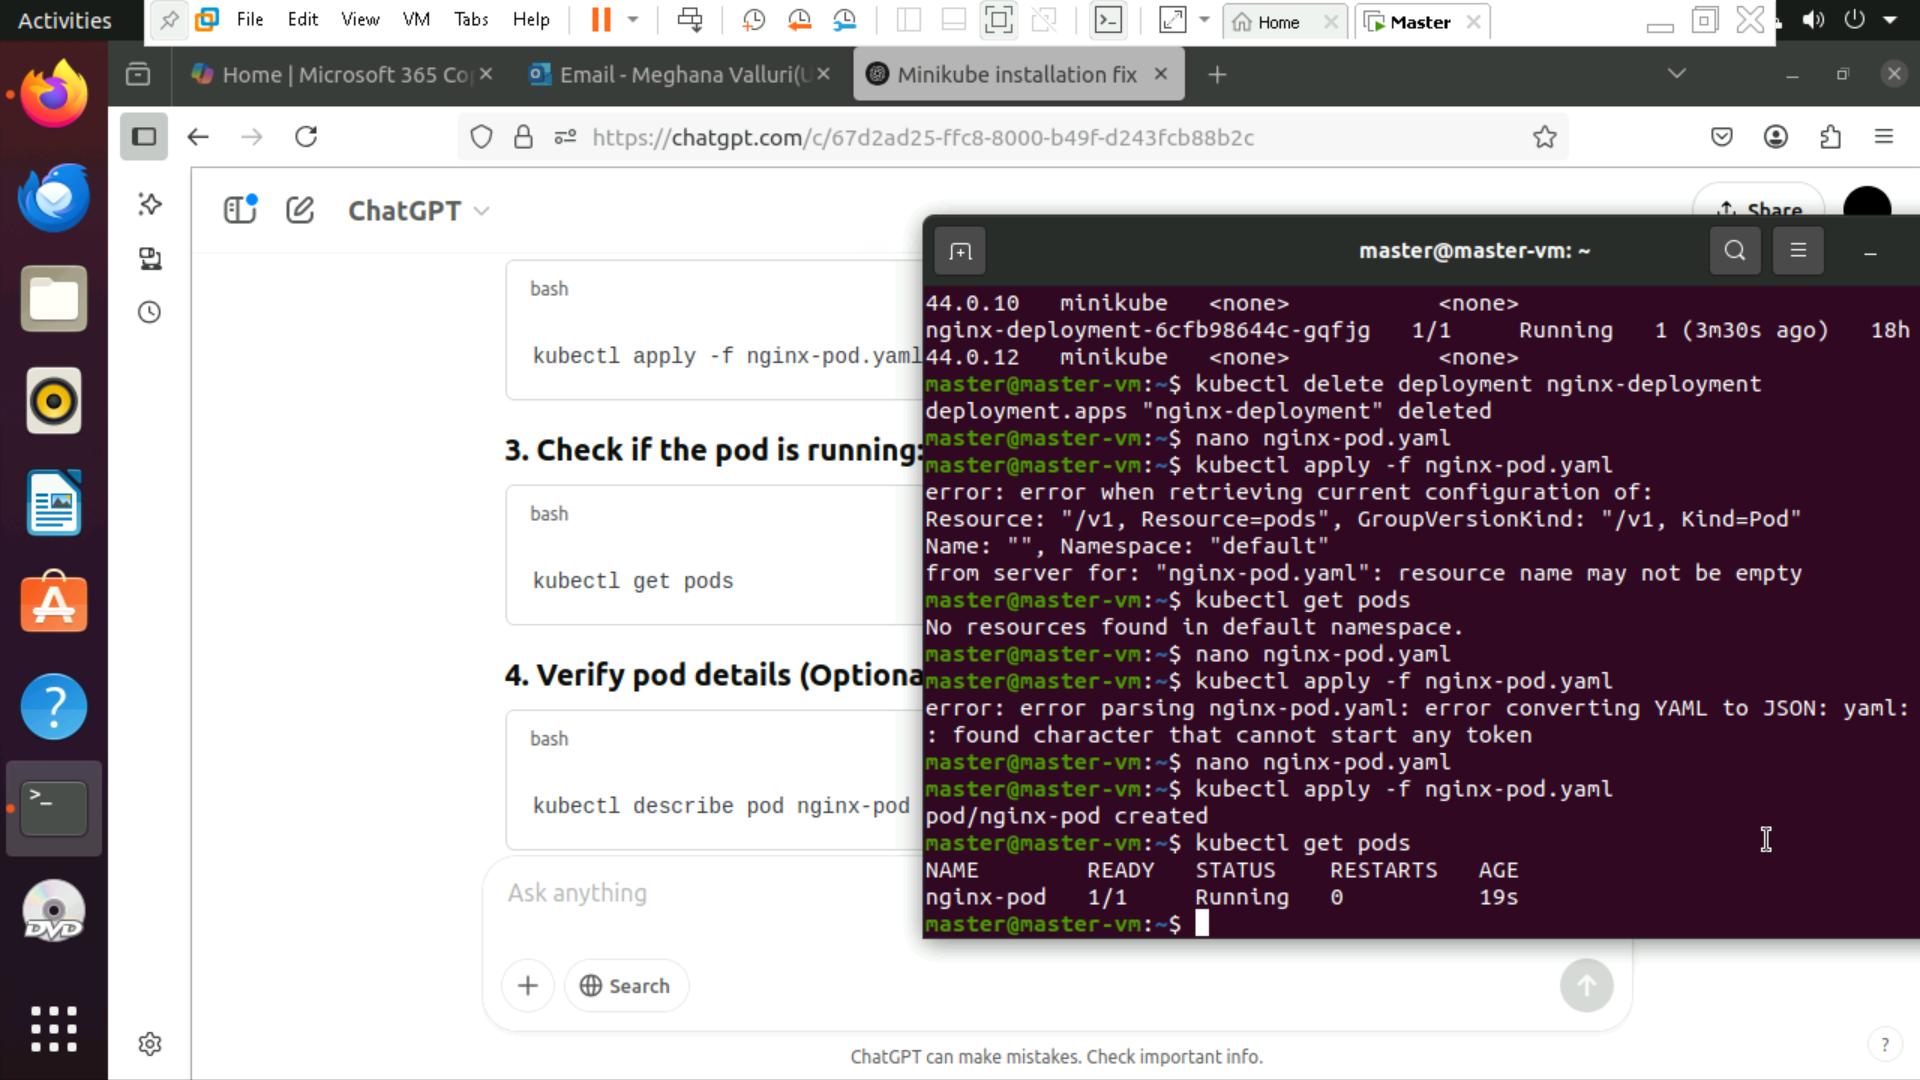 Activities
File Edit View VM Tabs Help
Home
Master
Home | Microsoft 365 Co
Email - Meghana Valluri(U
Minikube installation fix
https://chatgpt.com/c/67d2ad25-ffc8-8000-b49f-d243fcb88b2c
ChatGPT
Share
bash
kubectl apply -f nginx-pod.yaml
3. Check if the pod is running:
bash
kubectl get pods
4. Verify pod details (Optiona
bash
kubectl describe pod nginx-pod
Ask anything
Search
ChatGPT can make mistakes. Check important info.
?
master@master-vm: ~
44.0.10 minikube <none> <none>
nginx-deployment-6cfb98644c-gqfjg 1/1 Running 1 (3m30s ago) 18h
44.0.12 minikube <none> <none>
master@master-vm:~$ kubectl delete deployment nginx-deployment
deployment.apps "nginx-deployment" deleted
master@master-vm:~$ nano nginx-pod.yaml
master@master-vm:~$ kubectl apply -f nginx-pod.yaml
error: error when retrieving current configuration of:
Resource: "/v1, Resource=pods", GroupVersionKind: "/v1, Kind=Pod"
Name: "", Namespace: "default"
from server for: "nginx-pod.yaml": resource name may not be empty
master@master-vm:~$ kubectl get pods
No resources found in default namespace.
master@master-vm:~$ nano nginx-pod.yaml
master@master-vm:~$ kubectl apply -f nginx-pod.yaml
error: error parsing nginx-pod.yaml: error converting YAML to JSON: yaml:
: found character that cannot start any token
master@master-vm:~$ nano nginx-pod.yaml
master@master-vm:~$ kubectl apply -f nginx-pod.yaml
pod/nginx-pod created
master@master-vm:~$ kubectl get pods
NAME READY STATUS RESTARTS AGE
nginx-pod 1/1 Running 0 19s
master@master-vm:~$